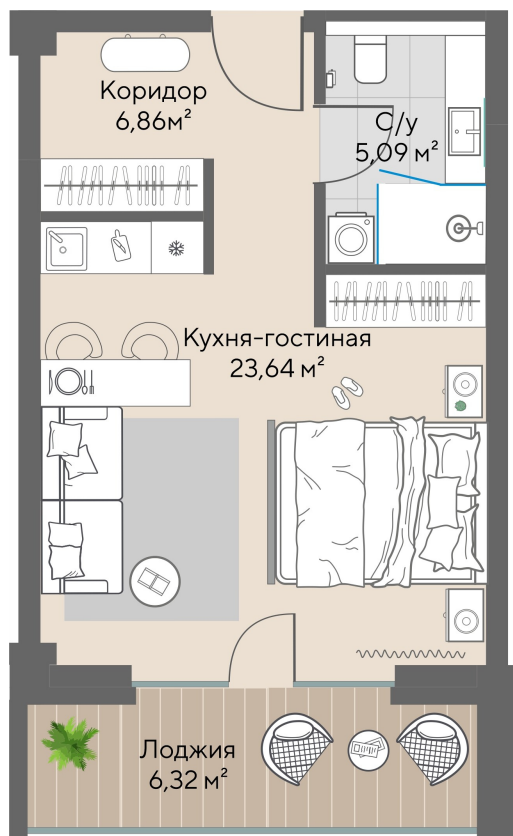 Коридор
6,86м²
С/у
5,09 м²
Кухня-гостиная
23,64 м²
Лоджия
6,32 м²